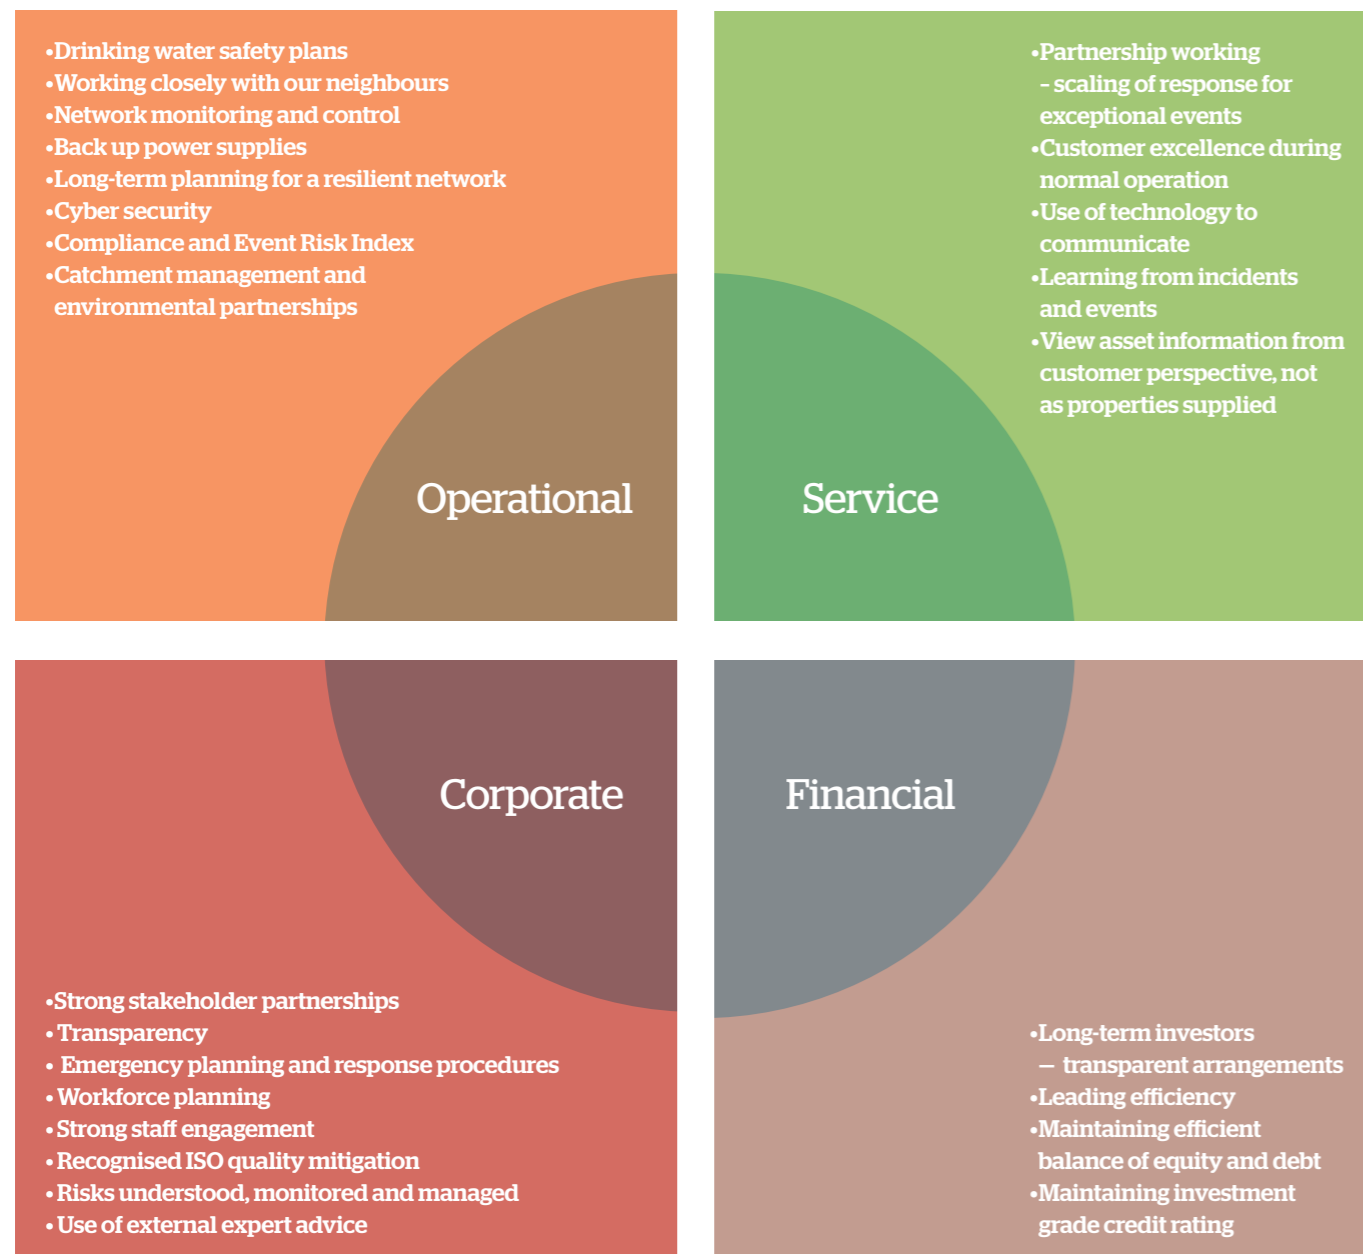 •Drinking water safety plans
•Working closely with our neighbours
•Network monitoring and control
•Back up power supplies
•Long-term planning for a resilient network
•Cyber security
•Compliance and Event Risk Index
•Catchment management and
environmental partnerships
Operational
•Partnership working
– scaling of response for
exceptional events
•Customer excellence during
normal operation
•Use of technology to
communicate
•Learning from incidents
and events
•View asset information from
customer perspective, not
as properties supplied
Service
Corporate
•Strong stakeholder partnerships
• Transparency
• Emergency planning and response procedures
• Workforce planning
• Strong staff engagement
• Recognised ISO quality mitigation
• Risks understood, monitored and managed
• Use of external expert advice
Financial
•Long-term investors
— transparent arrangements
•Leading efficiency
•Maintaining efficient
balance of equity and debt
•Maintaining investment
grade credit rating